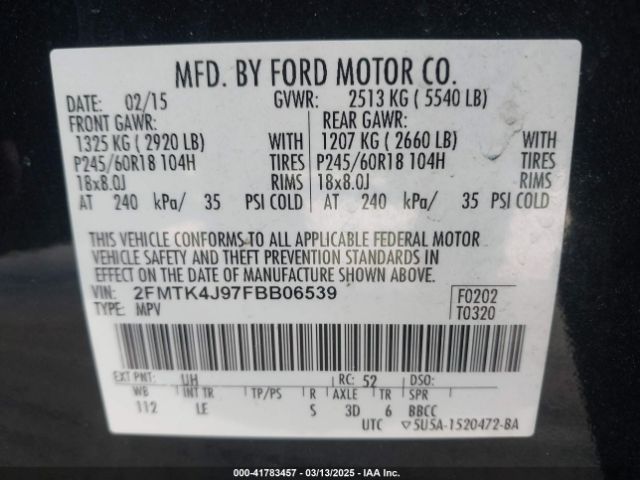 MFD. BY FORD MOTOR CO.
DATE: 02/15 GVWR: 2513 KG ( 5540 LB)
FRONT GAWR: REAR GAWR:
1325 KG ( 2920 LB) WITH 1207 KG ( 2660 LB) WITH
P245/60R18 104H TIRES P245/60R18 104H TIRES
18x8.0J RIMS 18x8.0J RIMS
AT 240 kPa/ 35 PSI COLD AT 240 kPa/ 35 PSI COLD
THIS VEHICLE CONFORMS TO ALL APPLICABLE FEDERAL MOTOR
VEHICLE SAFETY AND THEFT PREVENTION STANDARDS IN
EFFECT ON THE DATE OF MANUFACTURE SHOWN ABOVE.
VIN: 2FMTK4J97FBB06539 F0202
TYPE: MPV T0320
EXT PNT: UH RC: 52 DSO:
WB INT TR TP/PS R AXLE TR SPR
112 LE S 3D 6 BBCC
UTC ▽5U5A-1520472-BA
000-41783457 - 03/13/2025 - IAAI.COM